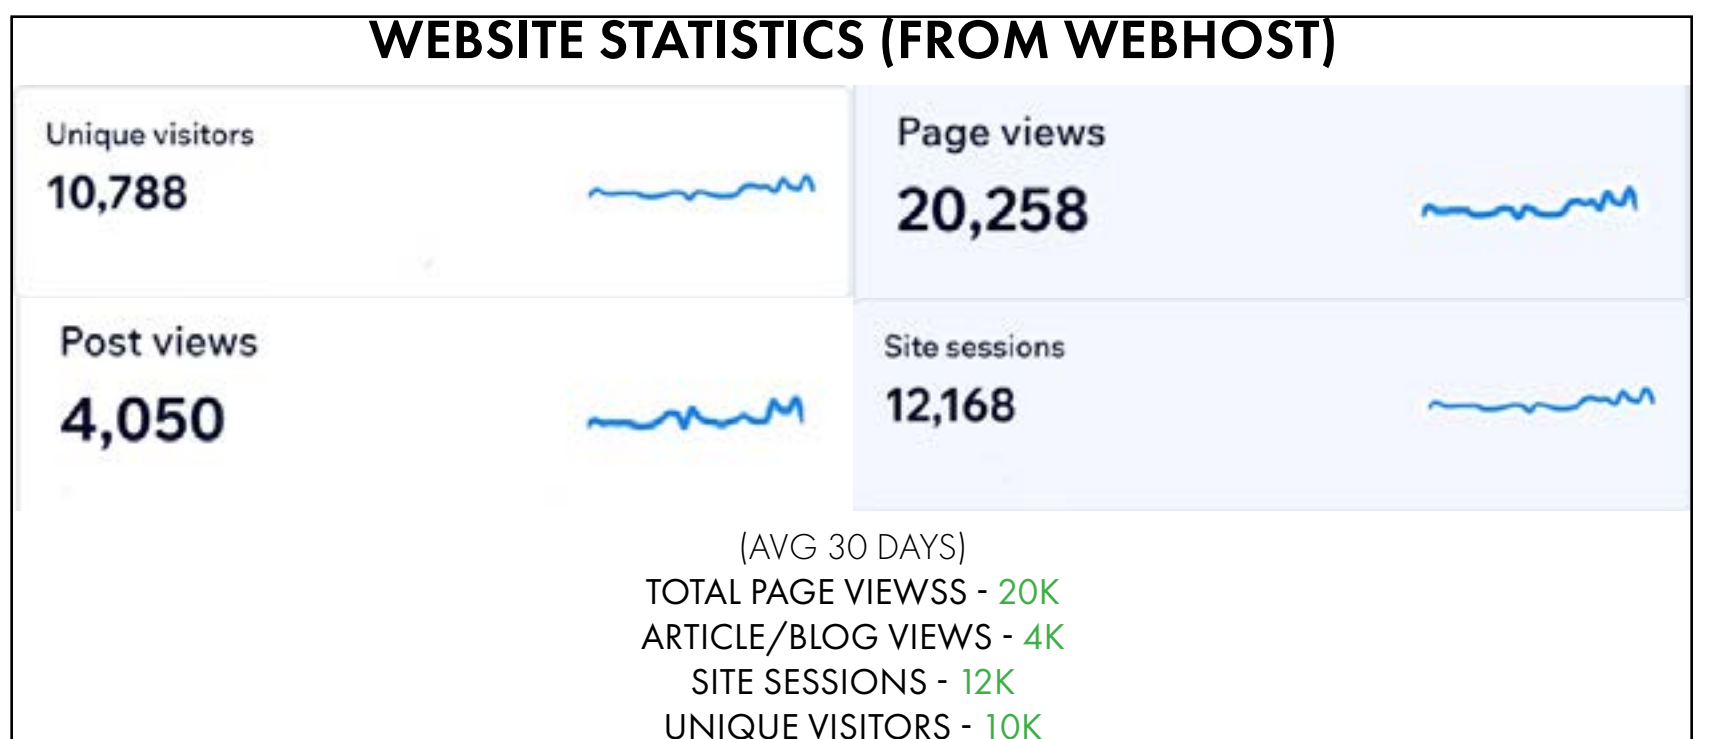 WEBSITE STATISTICS (FROM WEBHOST)
Unique visitors
10,788
Page views
20,258
Post views
4,050
Site sessions
12,168
(AVG 30 DAYS)
TOTAL PAGE VIEWSS - 20K
ARTICLE/BLOG VIEWS - 4K
SITE SESSIONS - 12K
UNIQUE VISITORS - 10K